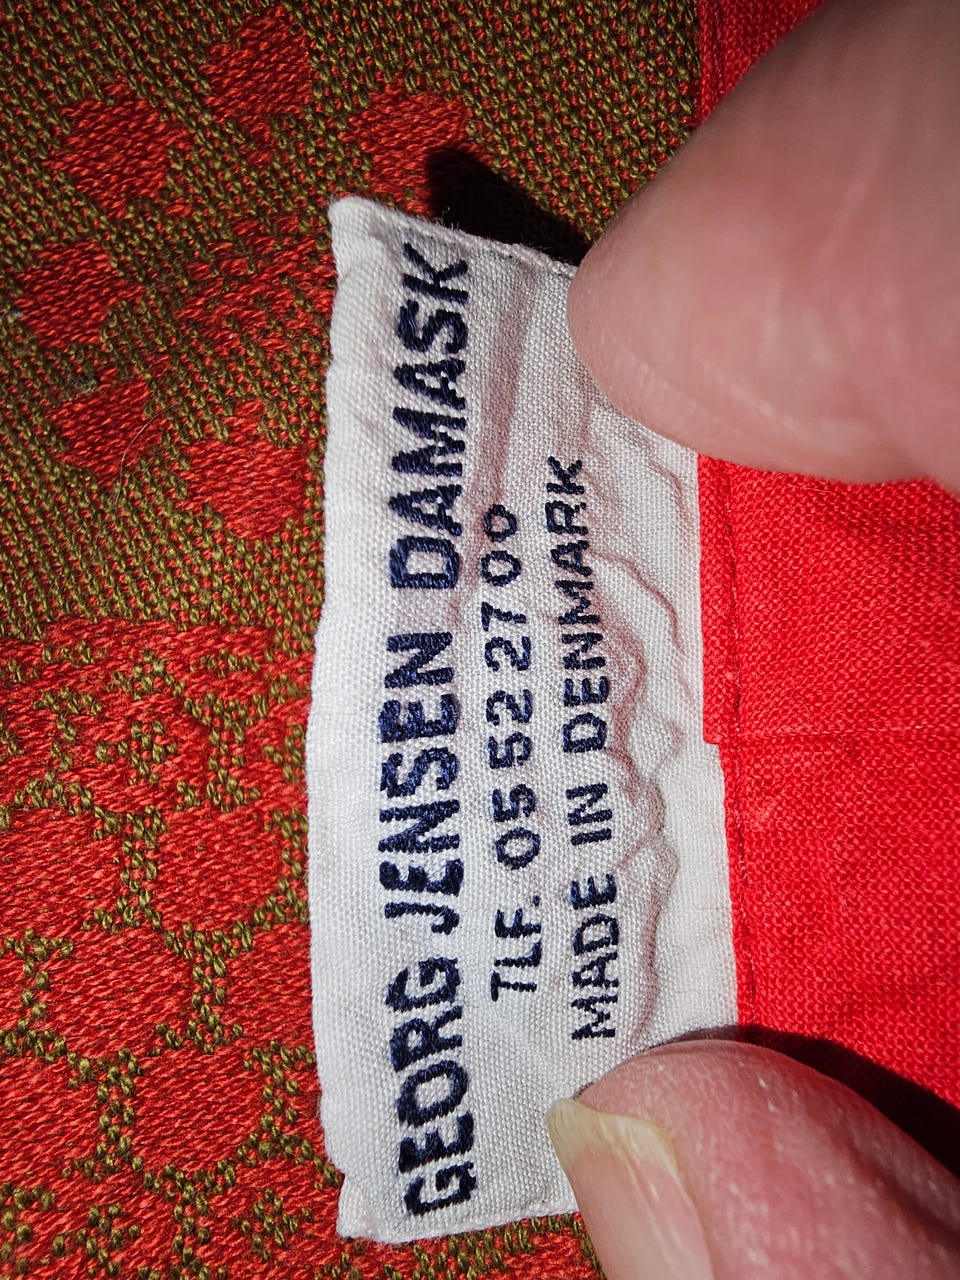 GEORG JENSEN DAMASK
TLF. 05 52 27 00
MADE IN DENMARK